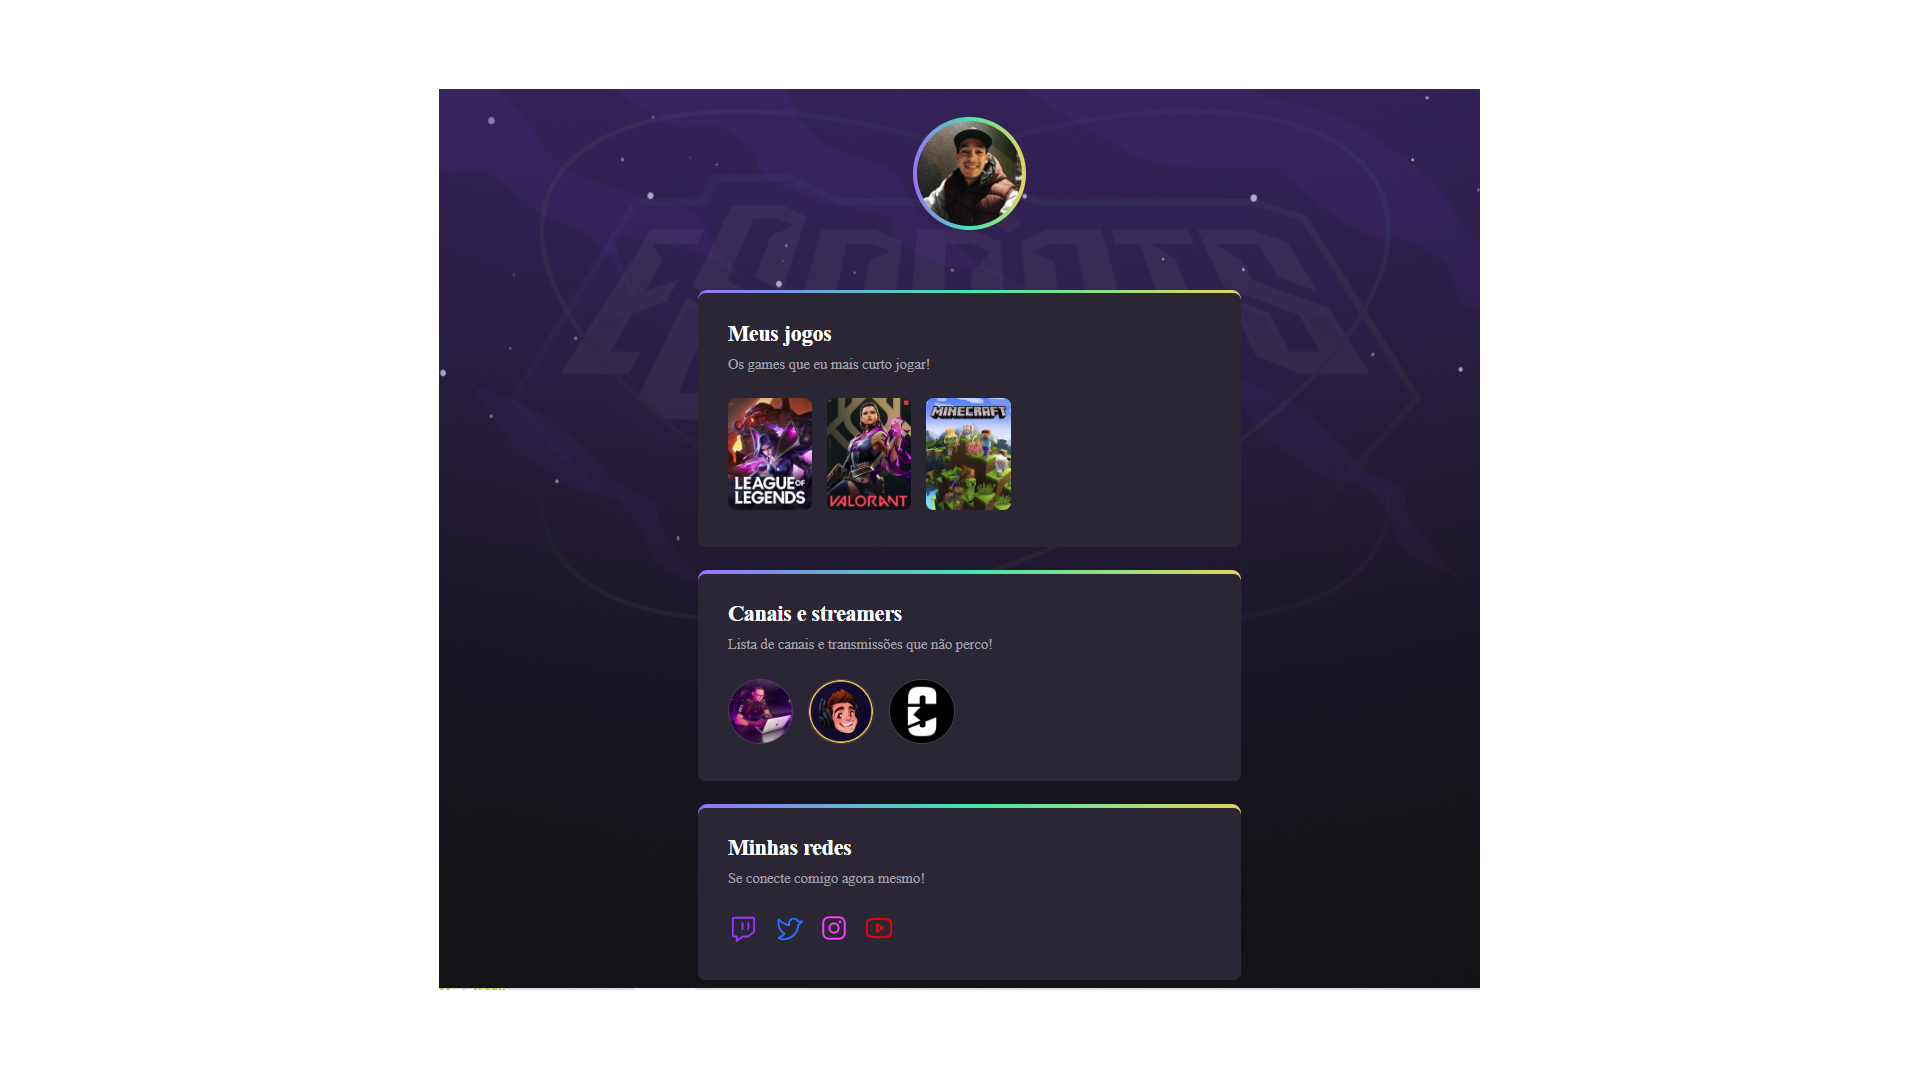 ESPORTS
Meus jogos
Os games que eu mais curto jogar!
LEAGUE OF
LEGENDS
VALORANT
MINECRAFT
Canais e streamers
Lista de canais e transmissões que não perco!
Minhas redes
Se conecte comigo agora mesmo!